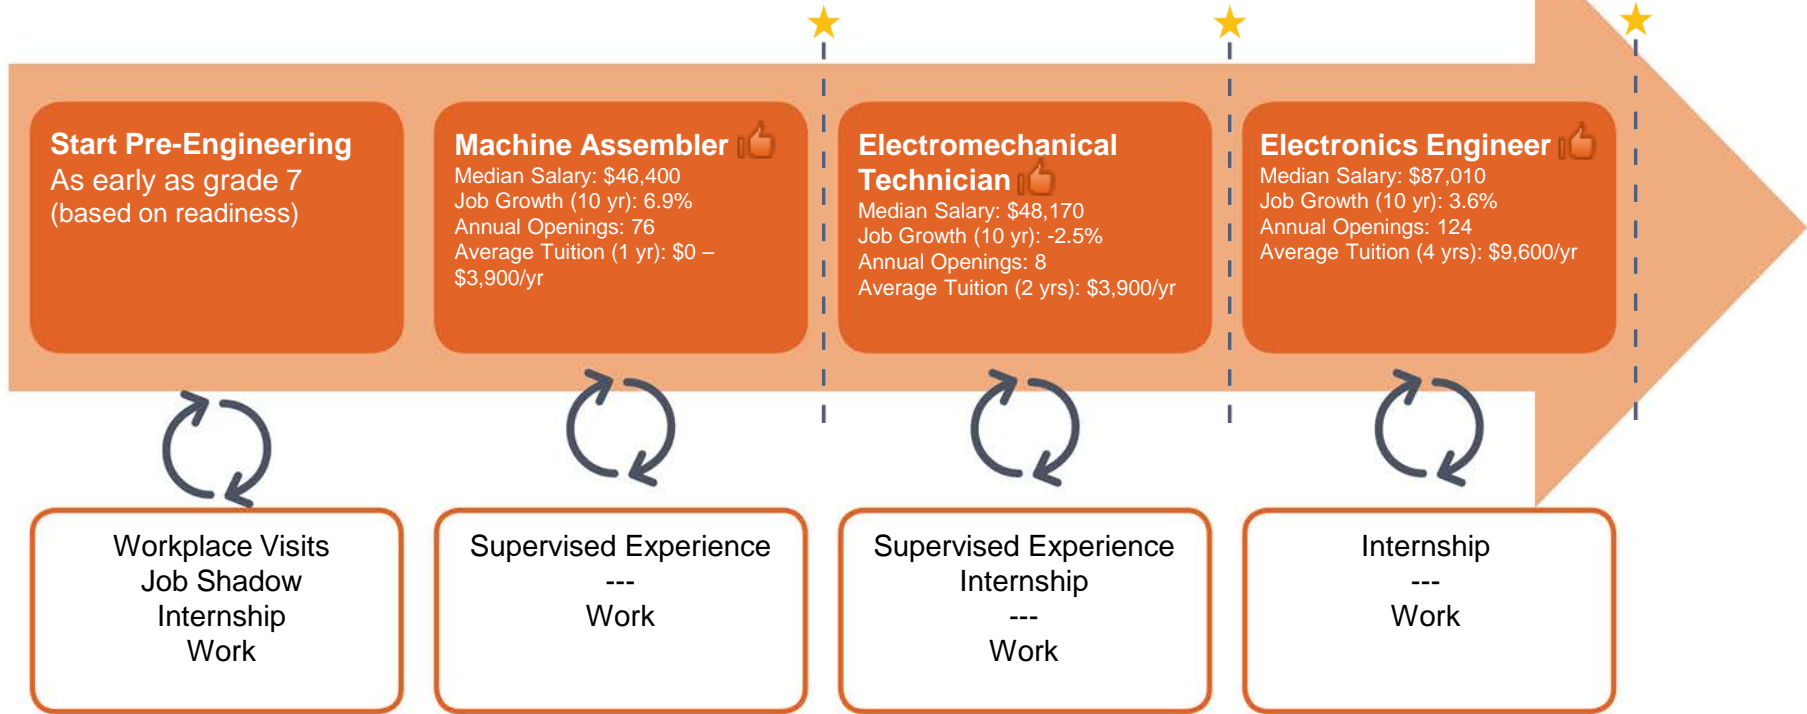 Start Pre-Engineering
As early as grade 7
(based on readiness)
Machine Assembler
Median Salary: $46,400
Job Growth (10 yr): 6.9%
Annual Openings: 76
Average Tuition (1 yr): $0 –
$3,900/yr
Electromechanical
Technician
Median Salary: $48,170
Job Growth (10 yr): -2.5%
Annual Openings: 8
Average Tuition (2 yrs): $3,900/yr
Electronics Engineer
Median Salary: $87,010
Job Growth (10 yr): 3.6%
Annual Openings: 124
Average Tuition (4 yrs): $9,600/yr
Workplace Visits
Job Shadow
Internship
Work
Supervised Experience
---
Work
Supervised Experience
Internship
---
Work
Internship
---
Work